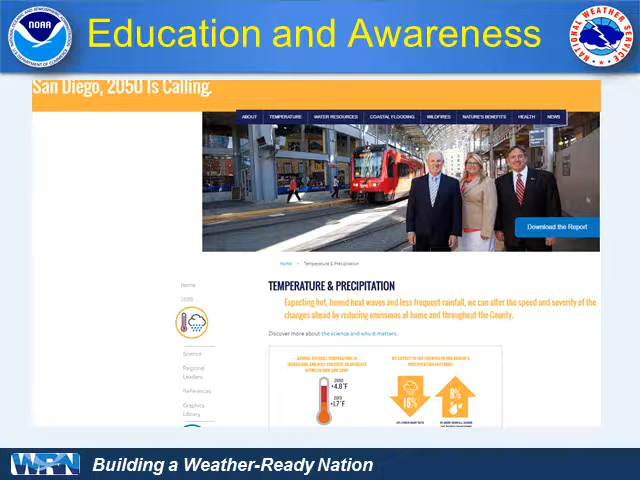 NOAA
NATIONAL WEATHER SERVICE
Education and Awareness
San Diego, 2050 Is Calling.
ABOUT TEMPERATURE WATER RESOURCES COASTAL FLOODING WILDFIRES NATURE'S BENEFITS HEALTH NEWS
Download the Report
Home > Temperature & Precipitation
Home
2050
Science
Regional
Leaders
References
Graphics
Library
TEMPERATURE & PRECIPITATION
Expecting hot, humid heat waves and less frequent rainfall, we can alter the speed and severity of the
changes ahead by reducing emissions at home and throughout the County.
Discover more about the science and why it matters.
2050
+4.8°F
+1.7°F
16%
8%
WRN
Building a Weather-Ready Nation